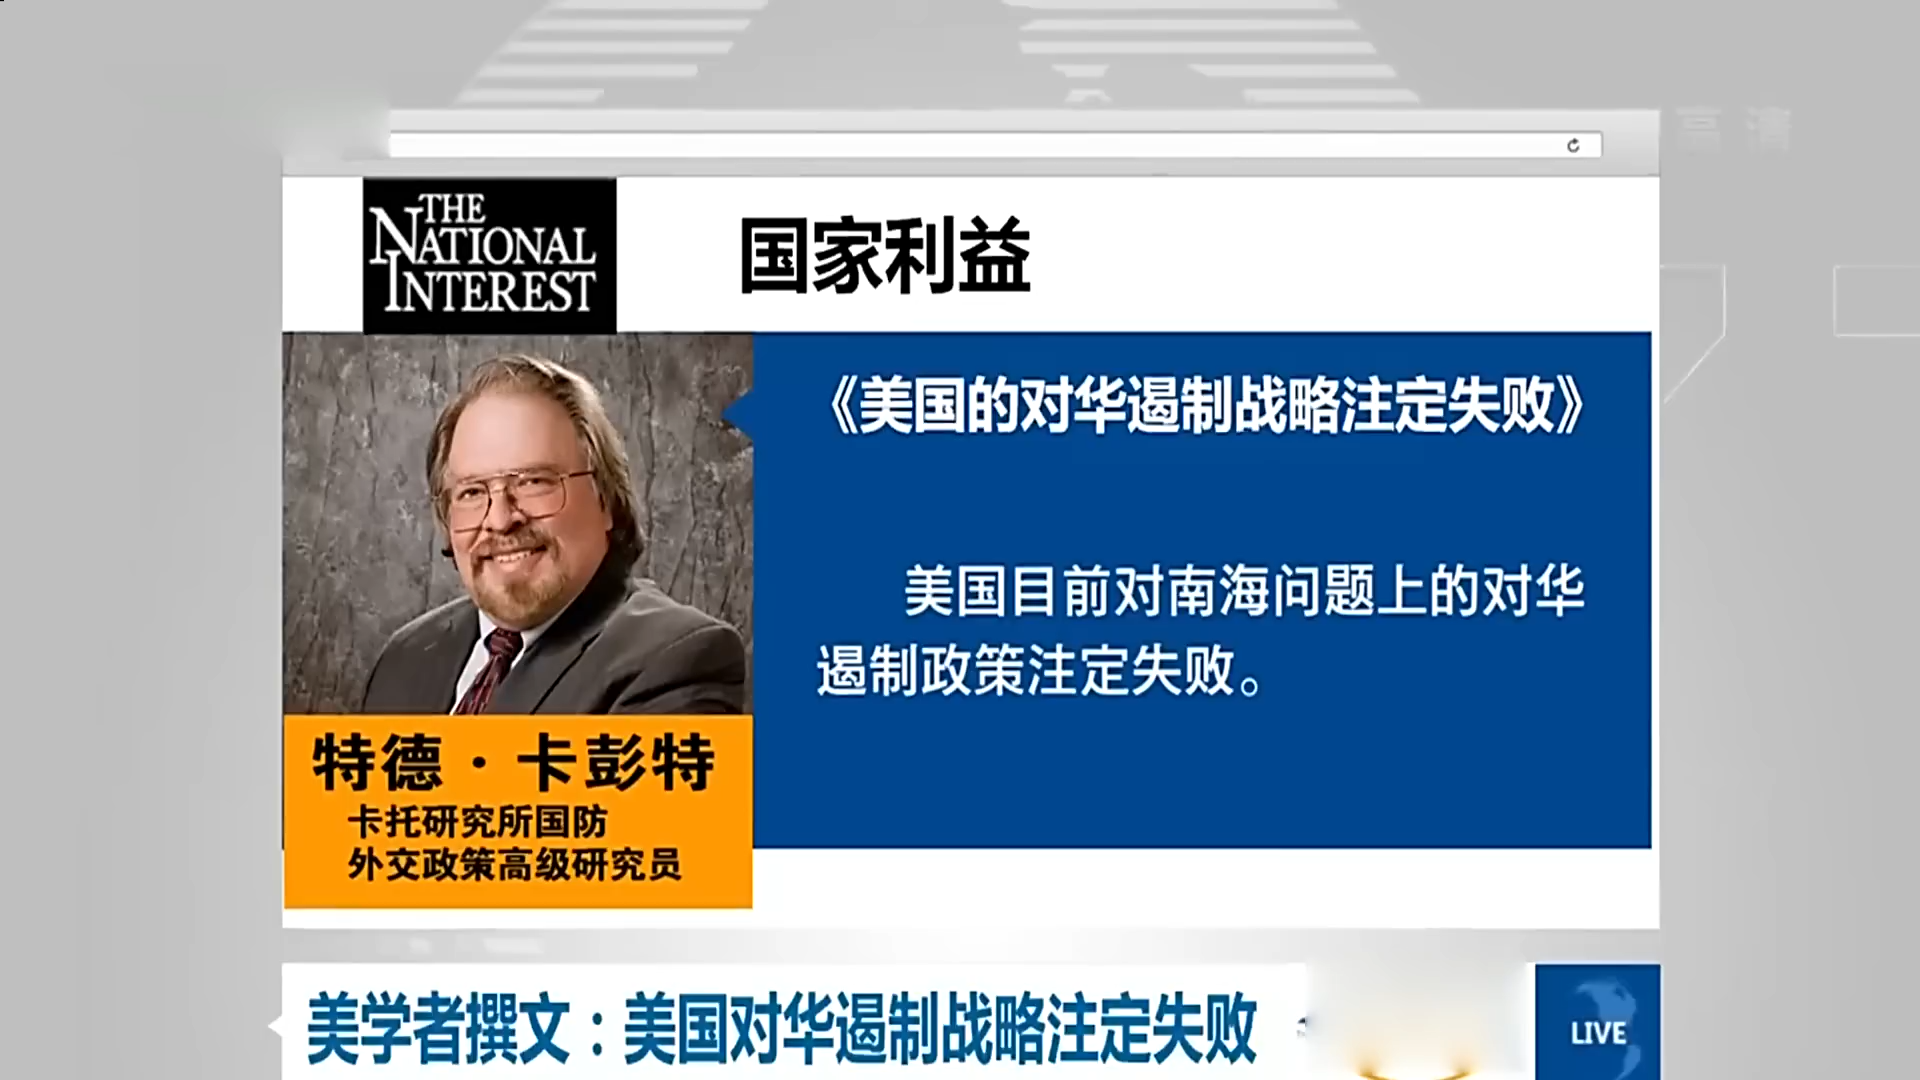 高清
THE
NATIONAL
INTEREST
国家利益
《美国的对华遏制战略注定失败》
美国目前对南海问题上的对华
遏制政策注定失败。
特德·卡彭特
卡托研究所国防
外交政策高级研究员
美学者撰文：美国对华遏制战略注定失败
LIVE